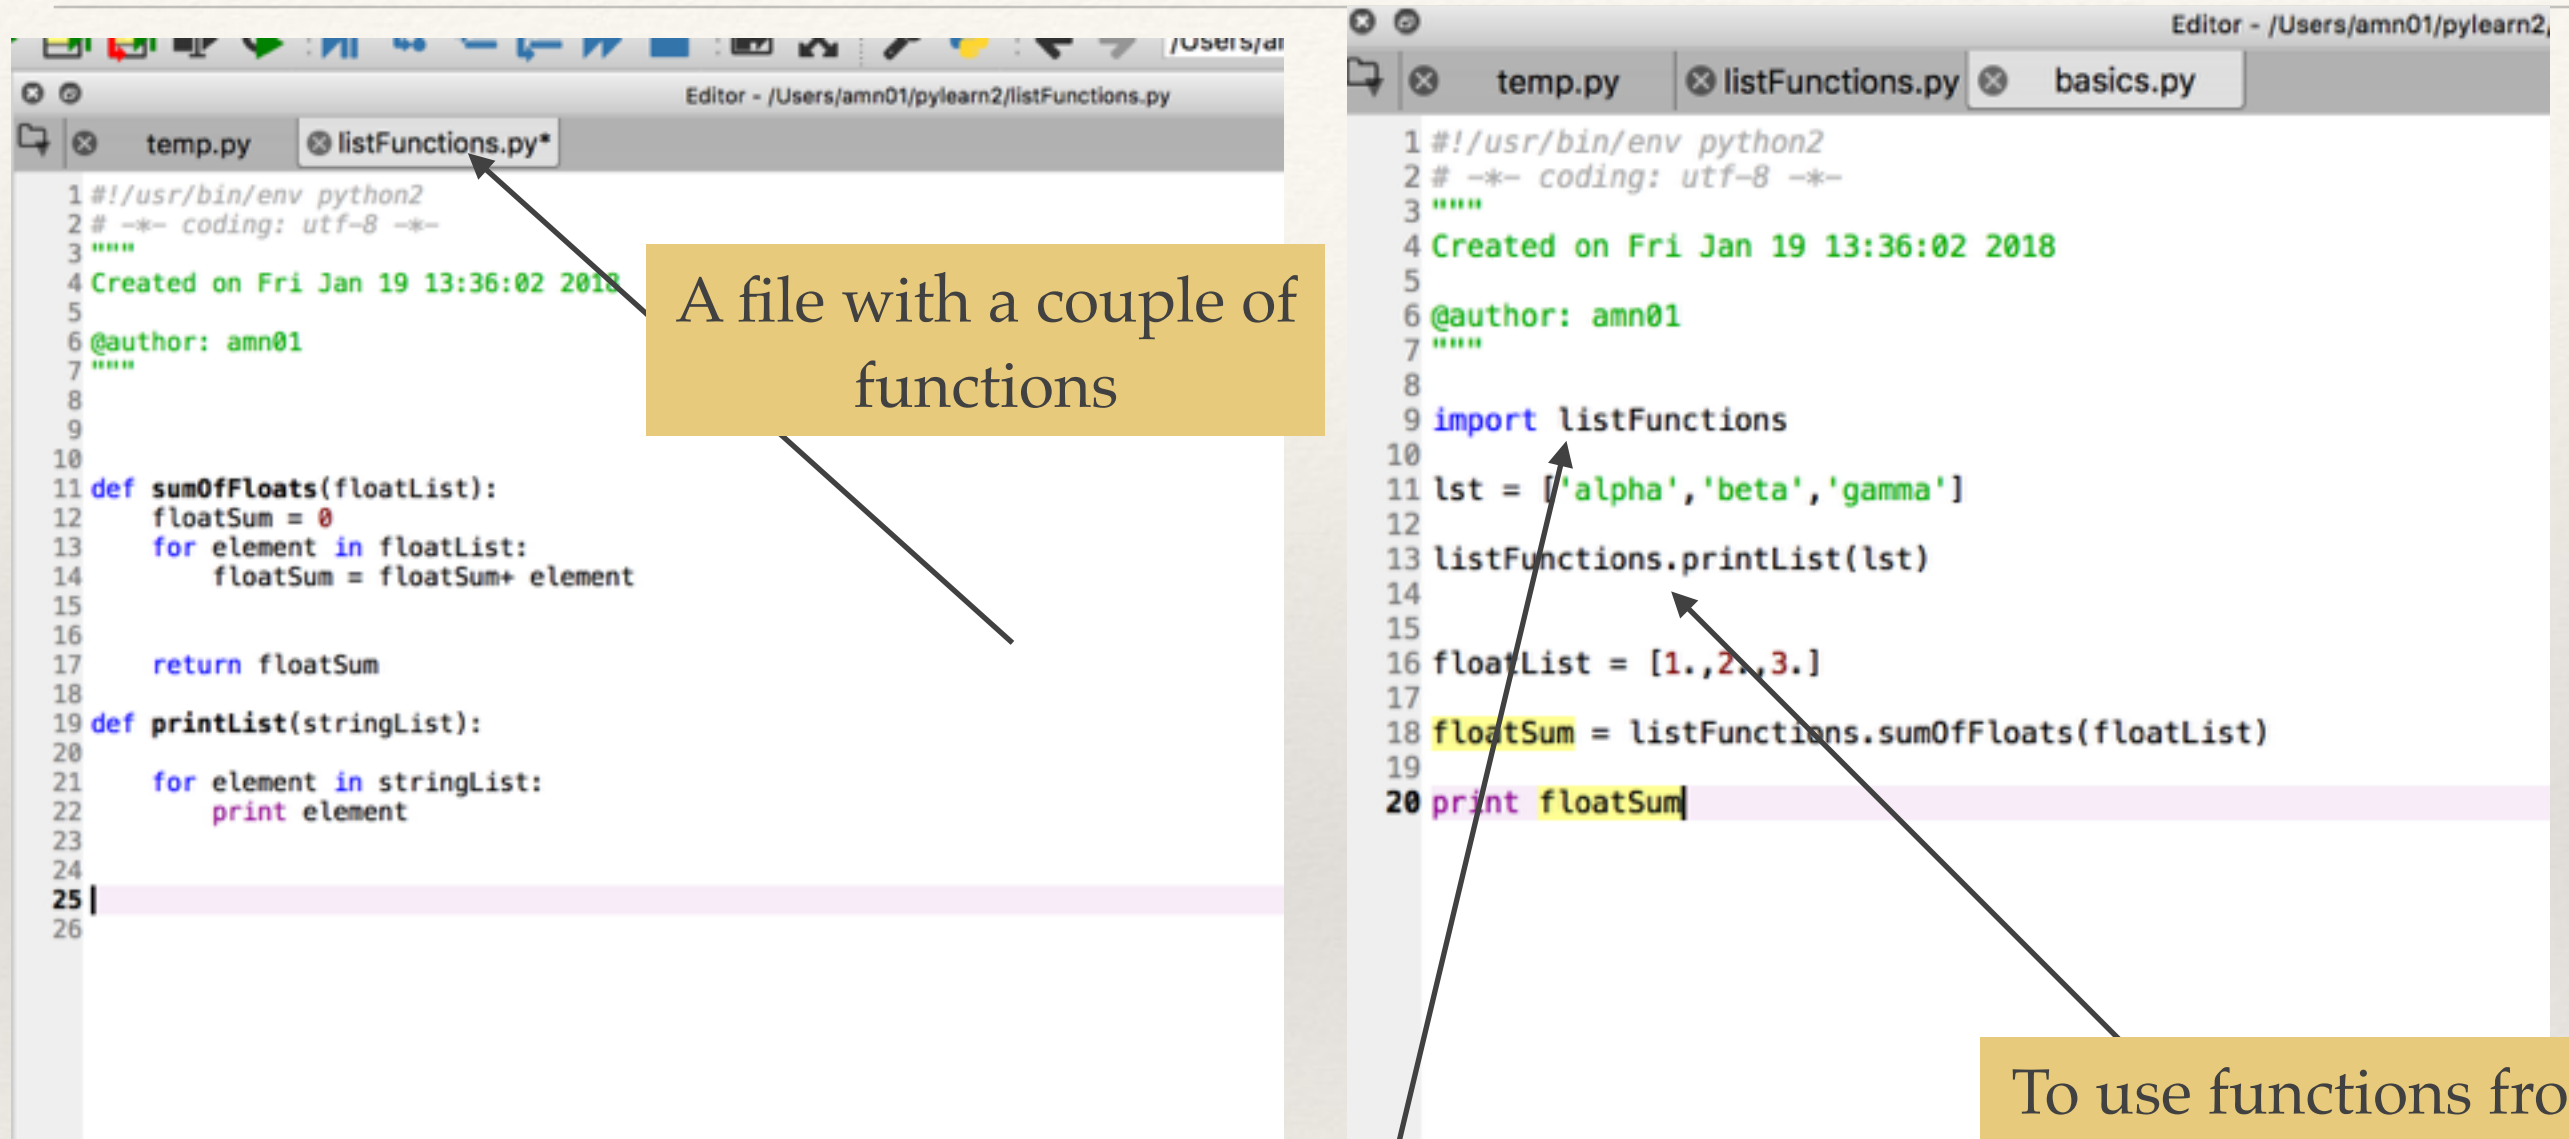 /Users/a
Editor - /Users/amn01/pylearn2/listFunctions.py
temp.py listFunctions.py*
1 #!/usr/bin/env python2
2 # -*- coding: utf-8 -*-
3 """
4 Created on Fri Jan 19 13:36:02 2018
5
6 @author: amn01
7 """
8
9
10
11 def sumOfFloats(floatList):
12     floatSum = 0
13     for element in floatList:
14         floatSum = floatSum+ element
15
16
17     return floatSum
18
19 def printList(stringList):
20
21     for element in stringList:
22         print element
23
24
25
26
A file with a couple of
functions
Editor - /Users/amn01/pylearn2/
temp.py listFunctions.py basics.py
1 #!/usr/bin/env python2
2 # -*- coding: utf-8 -*-
3 """
4 Created on Fri Jan 19 13:36:02 2018
5
6 @author: amn01
7 """
8
9 import listFunctions
10
11 lst = ['alpha','beta','gamma']
12
13 listFunctions.printList(lst)
14
15
16 floatList = [1.,2.,3.]
17
18 floatSum = listFunctions.sumOfFloats(floatList)
19
20 print floatSum
To use functions fro